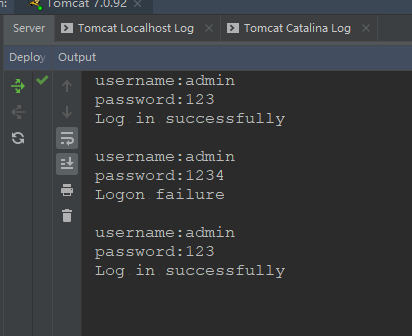 n: Tomcat 7.0.92
Server Tomcat Localhost Log Tomcat Catalina Log
Deploy Output
username:admin
password:123
Log in successfully
username:admin
password:1234
Logon failure
username:admin
password:123
Log in successfully